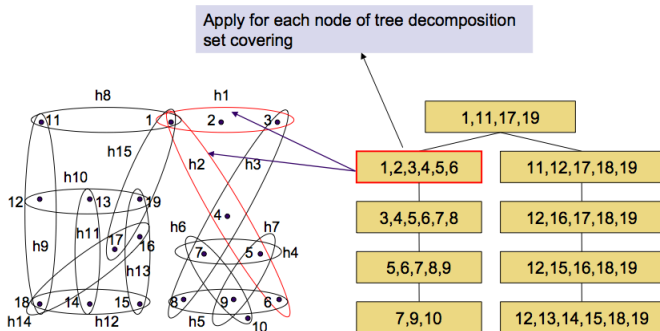 Apply for each node of tree decomposition
set covering
h8
h1
11
1
2
3
1,11,17,19
h15
h2
h3
1,2,3,4,5,6
11,12,17,18,19
h10
12
13
19
4
3,4,5,6,7,8
12,16,17,18,19
h9
h11
17
16
h6
h7
7
5
h4
h13
5,6,7,8,9
12,15,16,18,19
18
14
15
8
9
6
h14
h12
h5
10
7,9,10
12,13,14,15,18,19